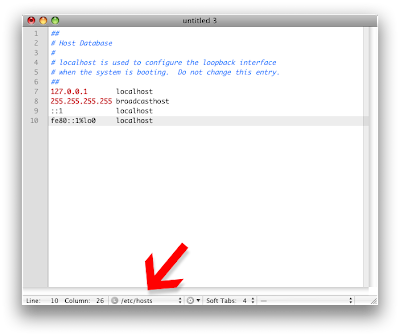 untitled 3
1 ##
2 # Host Database
3 #
4 # localhost is used to configure the loopback interface
5 # when the system is booting.  Do not change this entry.
6 ##
7 127.0.0.1 localhost
8 255.255.255.255 broadcasthost
9 ::1 localhost
10 fe80::1%lo0 localhost
Line: 10 Column: 26 L /etc/hosts Soft Tabs: 4 —